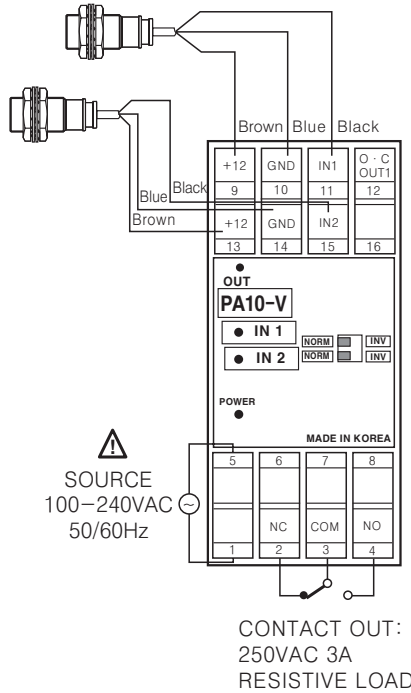 Brown Blue Black
+12 GND IN1 O · C OUT1
9 10 11 12
Blue Black
Brown
+12 GND IN2
13 14 15 16
OUT
PA10-V
IN 1 NORM INV
IN 2 NORM INV
POWER
MADE IN KOREA
5 6 7 8
SOURCE
100-240VAC
50/60Hz
NC COM NO
1 2 3 4
CONTACT OUT:
250VAC 3A
RESISTIVE LOAD